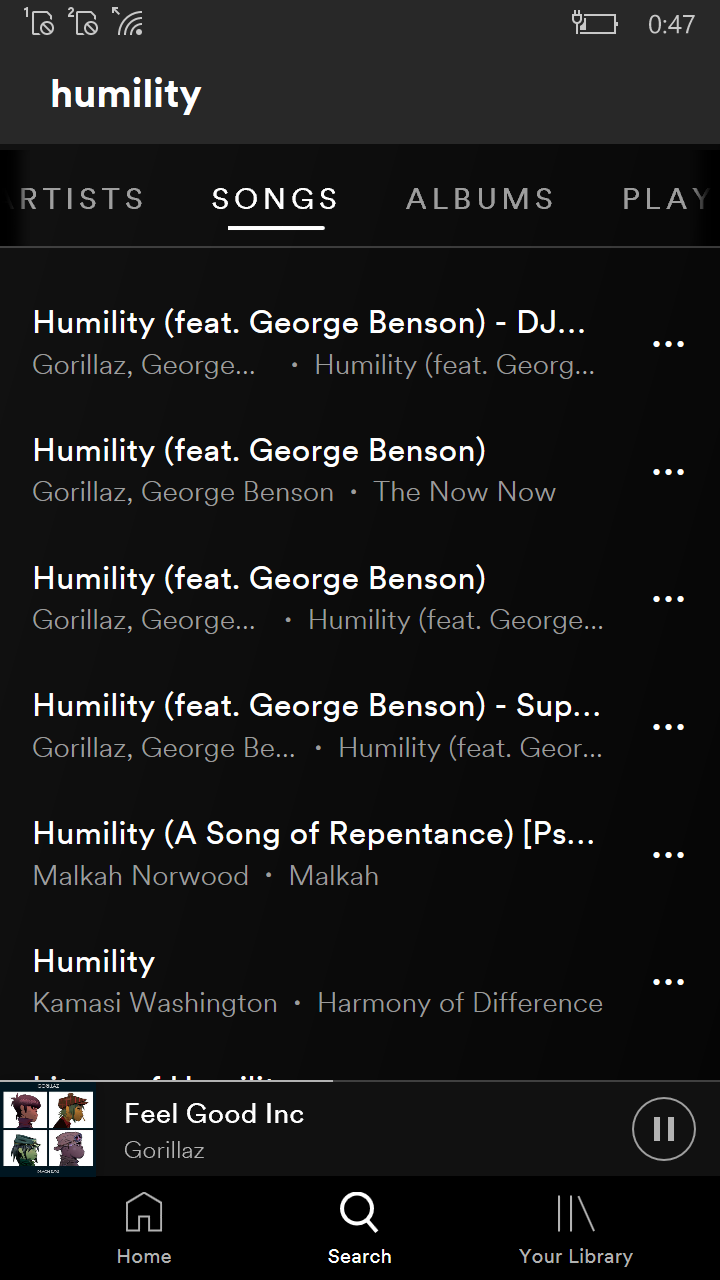 1 2 0:47
humility
RTISTS SONGS ALBUMS PLAY
Humility (feat. George Benson) - DJ...
Gorillaz, George... • Humility (feat. Georg...
Humility (feat. George Benson)
Gorillaz, George Benson • The Now Now
Humility (feat. George Benson)
Gorillaz, George... • Humility (feat. George...
Humility (feat. George Benson) - Sup...
Gorillaz, George Be... • Humility (feat. Geor...
Humility (A Song of Repentance) [Ps...
Malkah Norwood • Malkah
Humility
Kamasi Washington • Harmony of Difference
GORILLAZ
Feel Good Inc
Gorillaz
Home Search Your Library